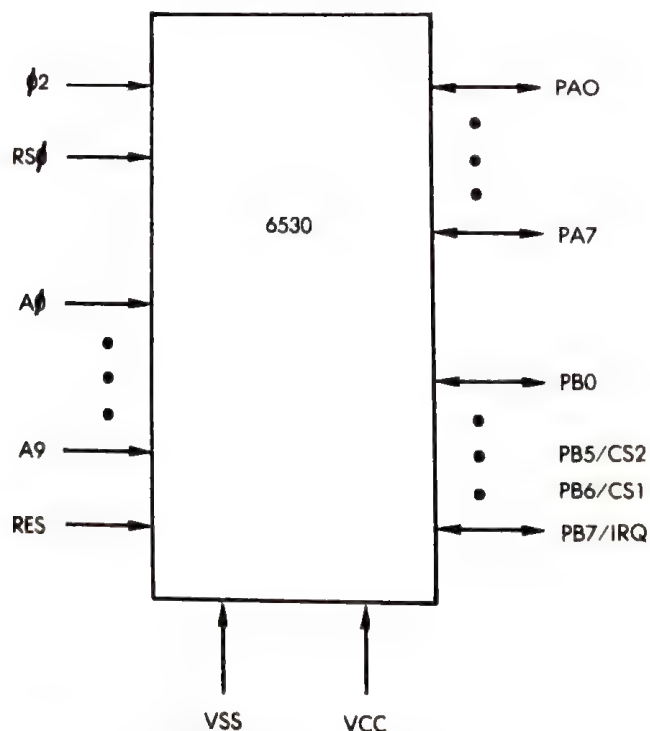 ϕ2
RSϕ
Aϕ
A9
RES
6530
PAO
PA7
PB0
PB5/CS2
PB6/CS1
PB7/IRQ
VSS
VCC